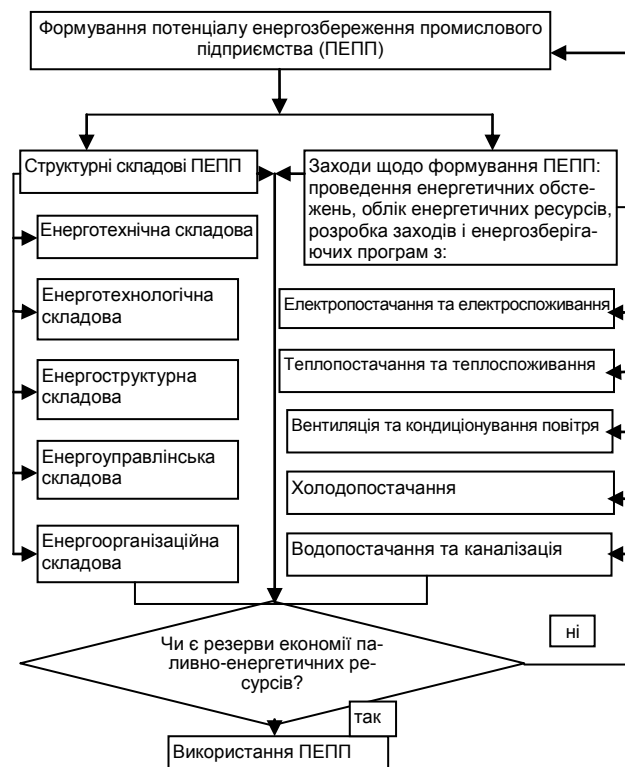 Формування потенціалу енергозбереження промислового
підприємства (ПЕПП)
Структурні складові ПЕПП
Енерготехнічна складова
Енерготехнологічна
складова
Енергоструктурна
складова
Енергоуправлінська
складова
Енергоорганізаційна
складова
Заходи щодо формування ПЕПП:
проведення енергетичних обсте-
жень, облік енергетичних ресурсів,
розробка заходів і енергозберіга-
ючих програм з:
Електропостачання та електроспоживання
Теплопостачання та теплоспоживання
Вентиляція та кондиціонування повітря
Холодопостачання
Водопостачання та каналізація
Чи є резерви економії па-
ливно-енергетичних ре-
сурсів?
ні
так
Використання ПЕПП